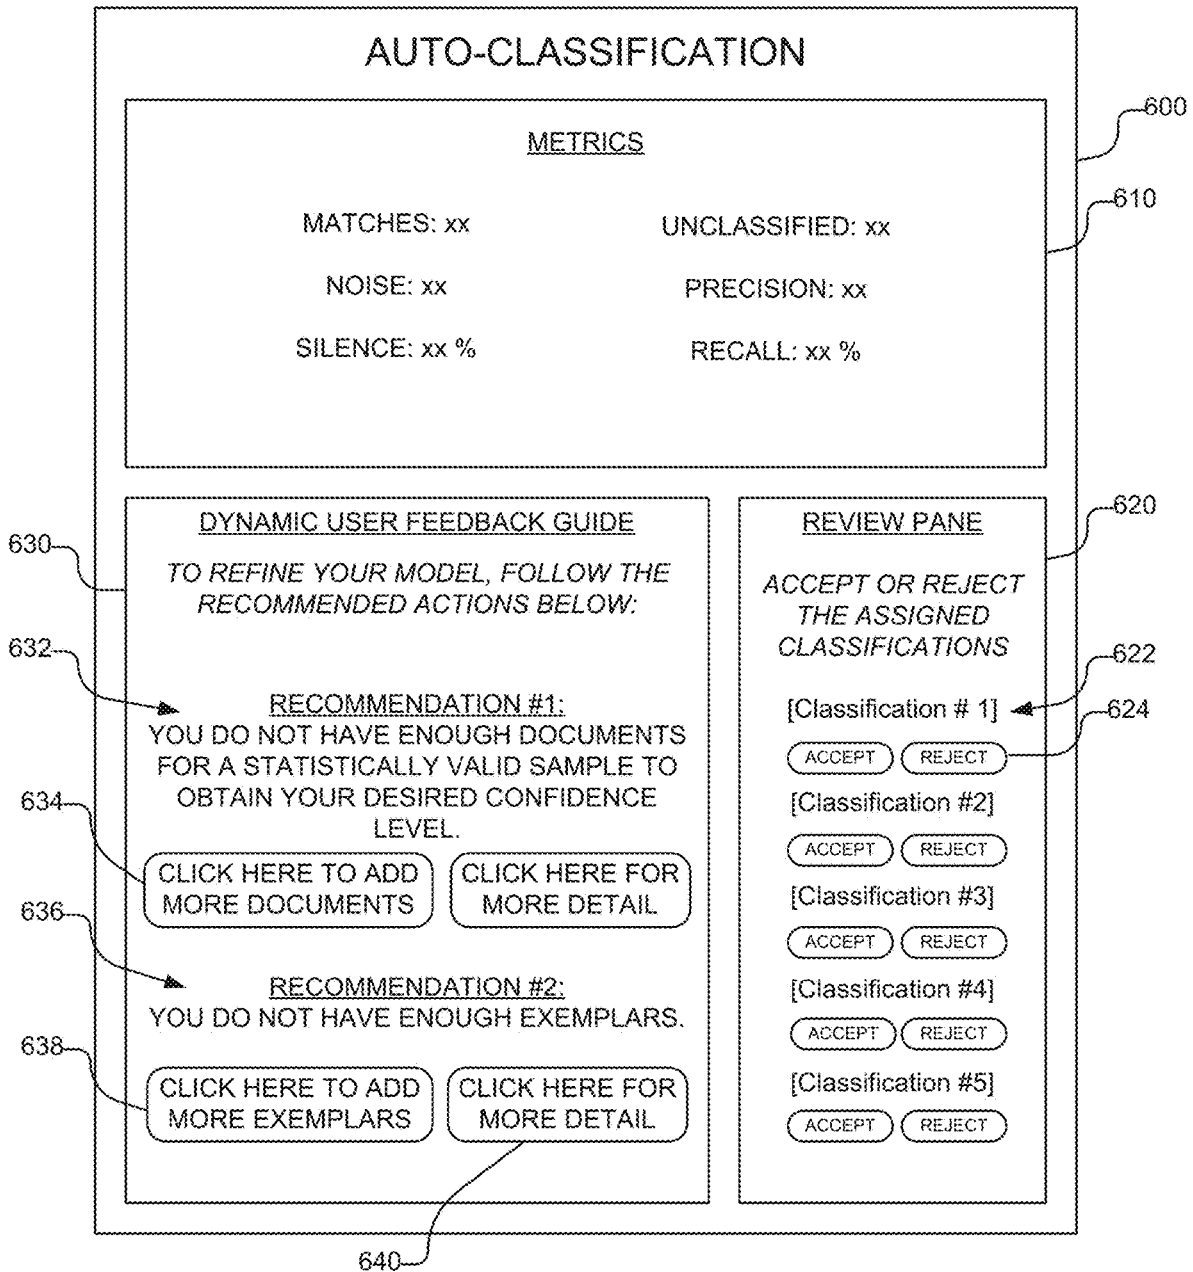 AUTO-CLASSIFICATION
600
METRICS
610
MATCHES: xx
UNCLASSIFIED: xx
NOISE: xx
PRECISION: xx
SILENCE: xx %
RECALL: xx %
630
DYNAMIC USER FEEDBACK GUIDE
TO REFINE YOUR MODEL, FOLLOW THE
RECOMMENDED ACTIONS BELOW:
632
RECOMMENDATION #1:
YOU DO NOT HAVE ENOUGH DOCUMENTS
FOR A STATISTICALLY VALID SAMPLE TO
OBTAIN YOUR DESIRED CONFIDENCE
LEVEL.
634
CLICK HERE TO ADD
MORE DOCUMENTS
CLICK HERE FOR
MORE DETAIL
636
RECOMMENDATION #2:
YOU DO NOT HAVE ENOUGH EXEMPLARS.
638
CLICK HERE TO ADD
MORE EXEMPLARS
CLICK HERE FOR
MORE DETAIL
640
620
REVIEW PANE
ACCEPT OR REJECT
THE ASSIGNED
CLASSIFICATIONS
622
[Classification # 1]
624
ACCEPT
REJECT
[Classification #2]
ACCEPT
REJECT
[Classification #3]
ACCEPT
REJECT
[Classification #4]
ACCEPT
REJECT
[Classification #5]
ACCEPT
REJECT